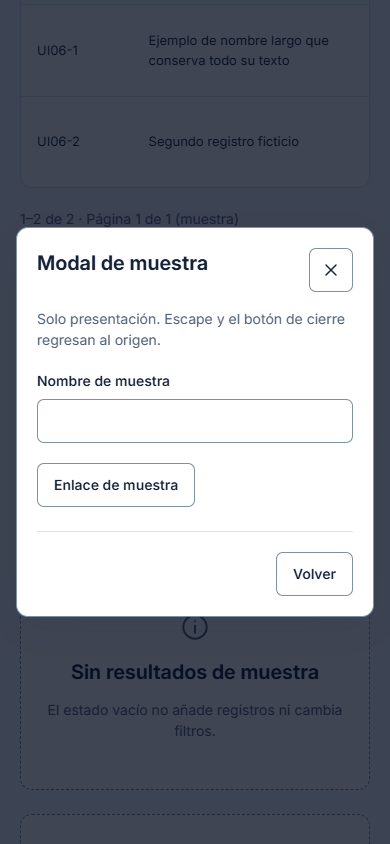 UI06-1
Ejemplo de nombre largo que
conserva todo su texto
UI06-2
Segundo registro ficticio
1–2 de 2 · Página 1 de 1 (muestra)
Modal de muestra
Solo presentación. Escape y el botón de cierre
regresan al origen.
Nombre de muestra
Enlace de muestra
Volver
Sin resultados de muestra
El estado vacío no añade registros ni cambia
filtros.